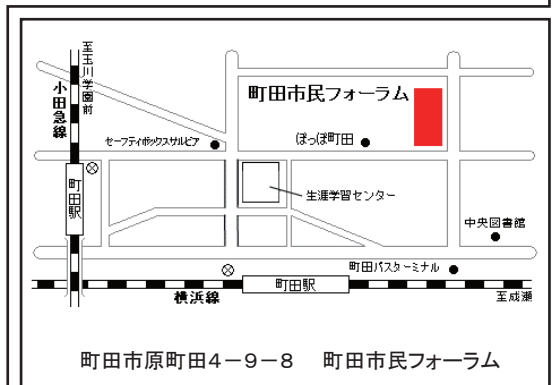 至玉川学園前
小田急線
町田市民フォーラム
セーフティボックスサルビア
ぽっぽ町田
町田駅
生涯学習センター
中央図書館
町田バスターミナル
町田駅
横浜線
至成瀬
町田市原町田4－9－8　町田市民フォーラム